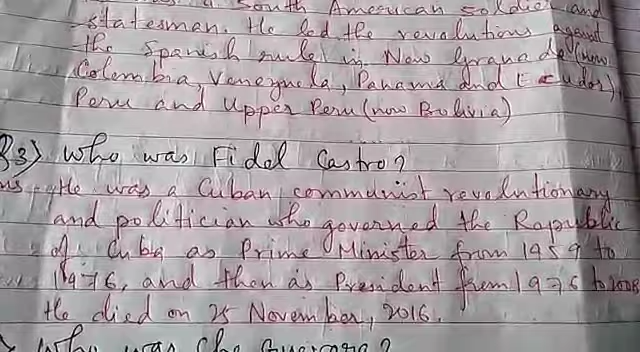 a South American soldier and
statesman. He led the revolutions against
the Spanish rule in New Granada (now
Colombia, Venezuela, Panama and Ecuador),
Peru and Upper Peru (now Bolivia)
Q3) Who was Fidel Castro?
Ans He was a Cuban communist revolutionary
and politician who governed the Republic
of Cuba as Prime Minister from 1959 to
1976, and then as President from 1976 to 2008
He died on 25 November, 2016.
Who was Che Guevara?